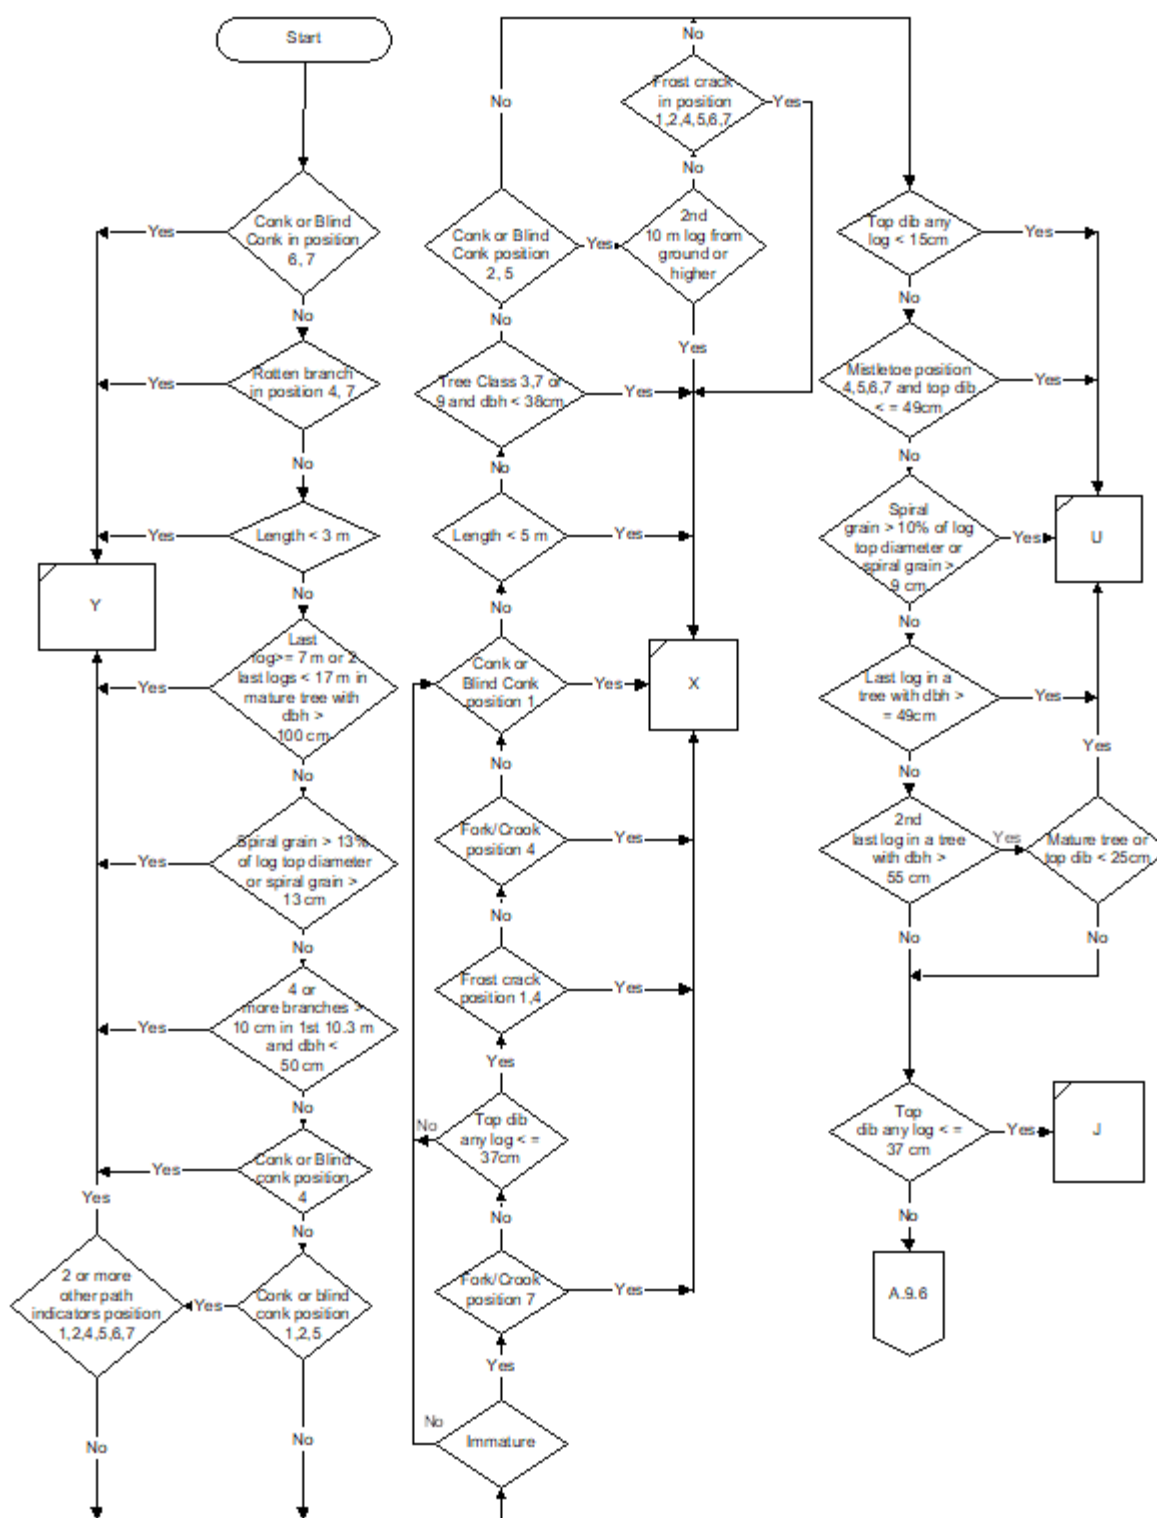 Start
Conk or Blind
Conk in position
6, 7
Yes
No
Rotten branch
in position 4, 7
Yes
No
Length < 3 m
Yes
No
Y
Last
log>= 7 m or 2
last logs < 17 m in
mature tree with
dbh >
100 cm
Yes
No
Spiral grain > 13%
of log top diameter
or spiral grain >
13 cm
Yes
No
4 or
more branches >
10 cm in 1st 10.3 m
and dbh <
50 cm
Yes
No
Conk or Blind
conk position
4
Yes
No
Conk or blind
conk position
1,2,5
Yes
No
2 or more
other path
indicators position
1,2,4,5,6,7
Yes
No
Immature
No
Yes
Fork/Crook
position 7
Yes
No
Top dib
any log < =
37cm
No
Yes
Frost crack
position 1,4
Yes
No
Fork/Crook
position 4
Yes
No
Conk or
Blind Conk
position 1
Yes
No
X
Length < 5 m
Yes
No
Tree Class 3,7 or
9 and dbh < 38cm
Yes
No
Conk or Blind
Conk position
2, 5
Yes
No
2nd
10 m log from
ground or
higher
Yes
No
Frost crack
in position
1,2,4,5,6,7
Yes
No
Top dib any
log < 15cm
Yes
No
Mistletoe position
4,5,6,7 and top dib
< = 49cm
Yes
No
Spiral
grain > 10% of log
top diameter or
spiral grain >
9 cm
Yes
No
U
Last log in a
tree with dbh >
= 49cm
Yes
No
2nd
last log in a tree
with dbh >
55 cm
Yes
No
Mature tree or
top dib < 25cm
Yes
No
Top
dib any log < =
37 cm
Yes
No
J
A.9.6